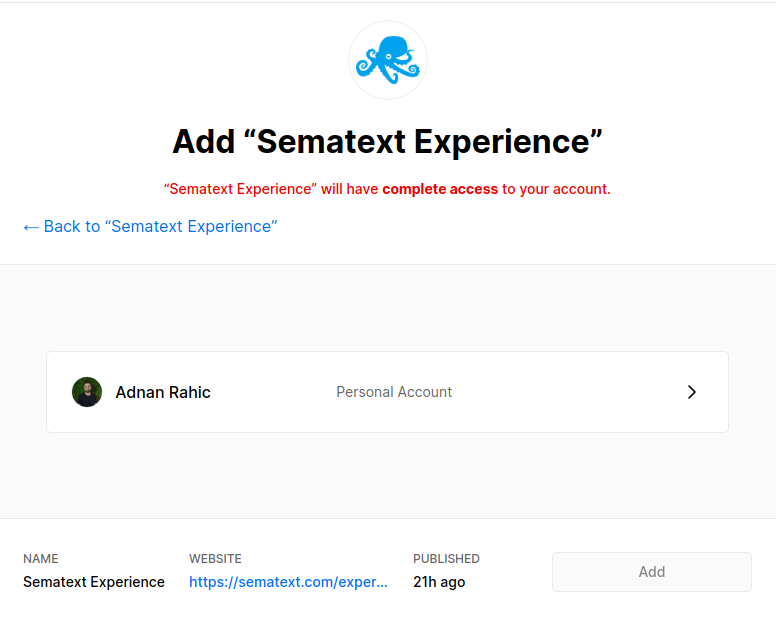 Add “Sematext Experience”
“Sematext Experience” will have complete access to your account.
← Back to “Sematext Experience”
Adnan Rahic
Personal Account
NAME
Sematext Experience
WEBSITE
https://sematext.com/exper...
PUBLISHED
21h ago
Add